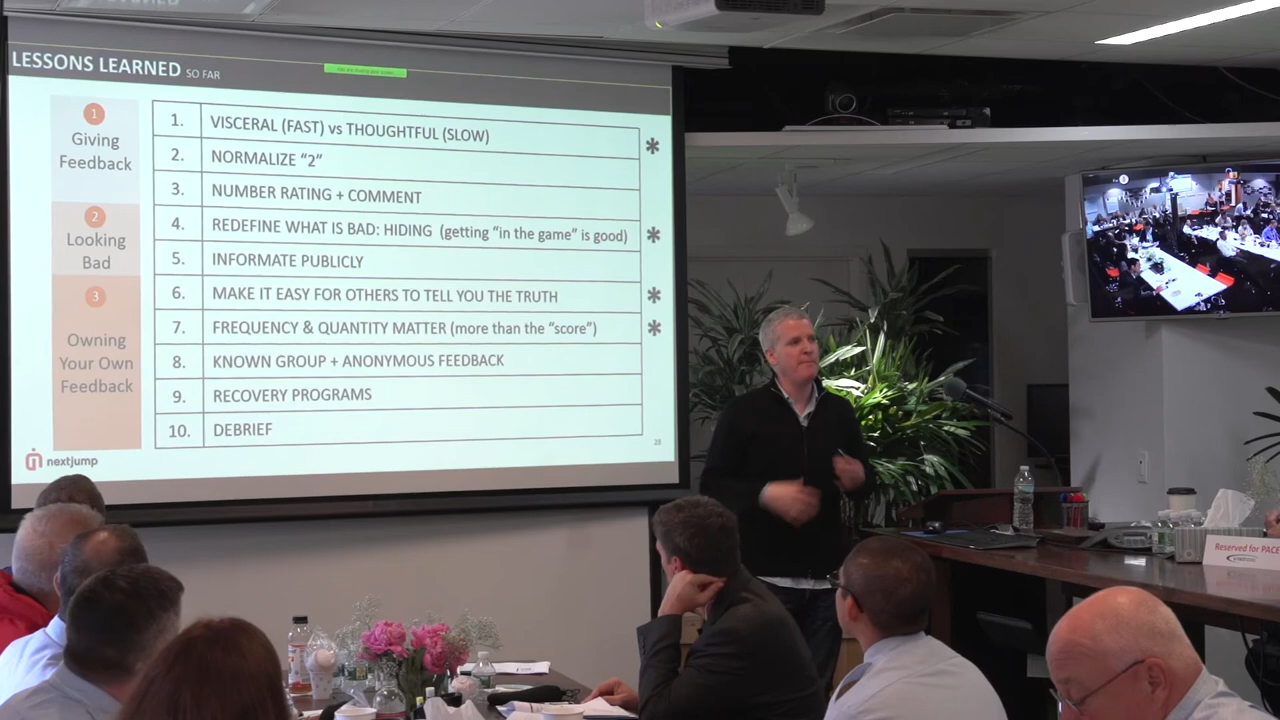 LESSONS LEARNED SO FAR
1
Giving
Feedback
2
Looking
Bad
3
Owning
Your Own
Feedback
1. VISCERAL (FAST) vs THOUGHTFUL (SLOW)
*
2. NORMALIZE “2”
3. NUMBER RATING + COMMENT
4. REDEFINE WHAT IS BAD: HIDING (getting “in the game” is good)
*
5. INFORMATE PUBLICLY
6. MAKE IT EASY FOR OTHERS TO TELL YOU THE TRUTH
*
7. FREQUENCY & QUANTITY MATTER (more than the “score”)
*
8. KNOWN GROUP + ANONYMOUS FEEDBACK
9. RECOVERY PROGRAMS
10. DEBRIEF
nextjump
28
Reserved for PACE